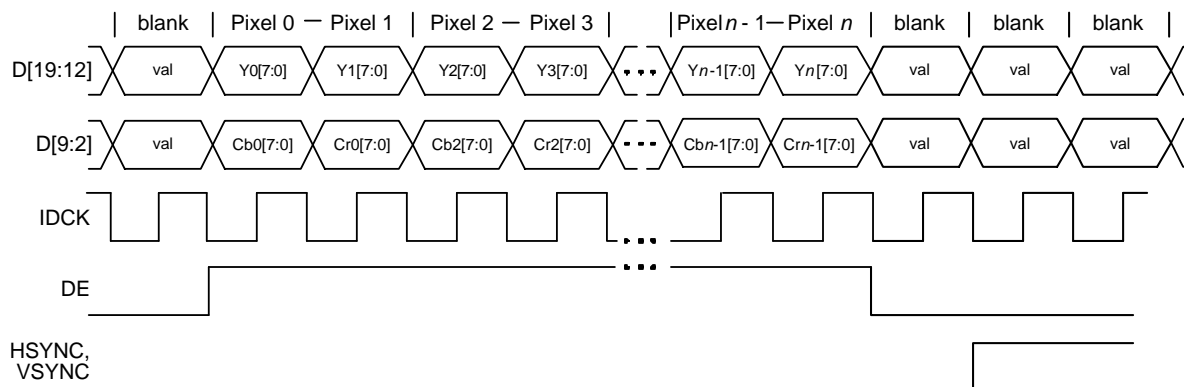 blank Pixel 0 — Pixel 1 Pixel 2 — Pixel 3 Pixel n - 1 — Pixel n blank blank blank
D[19:12] val Y0[7:0] Y1[7:0] Y2[7:0] Y3[7:0] Yn-1[7:0] Yn[7:0] val val val
D[9:2] val Cb0[7:0] Cr0[7:0] Cb2[7:0] Cr2[7:0] Cbn-1[7:0] Crn-1[7:0] val val val
IDCK
DE
HSYNC,
VSYNC